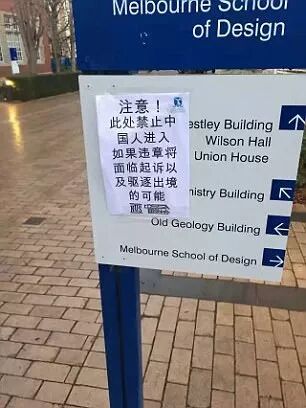 Melbourne School
of Design
注意！
此处禁止中
国人进入
如果违章将
面临起诉以
及驱逐出境
的可能
Building
Wilson Hall
Union House
Building
Old Geology Building
Melbourne School of Design